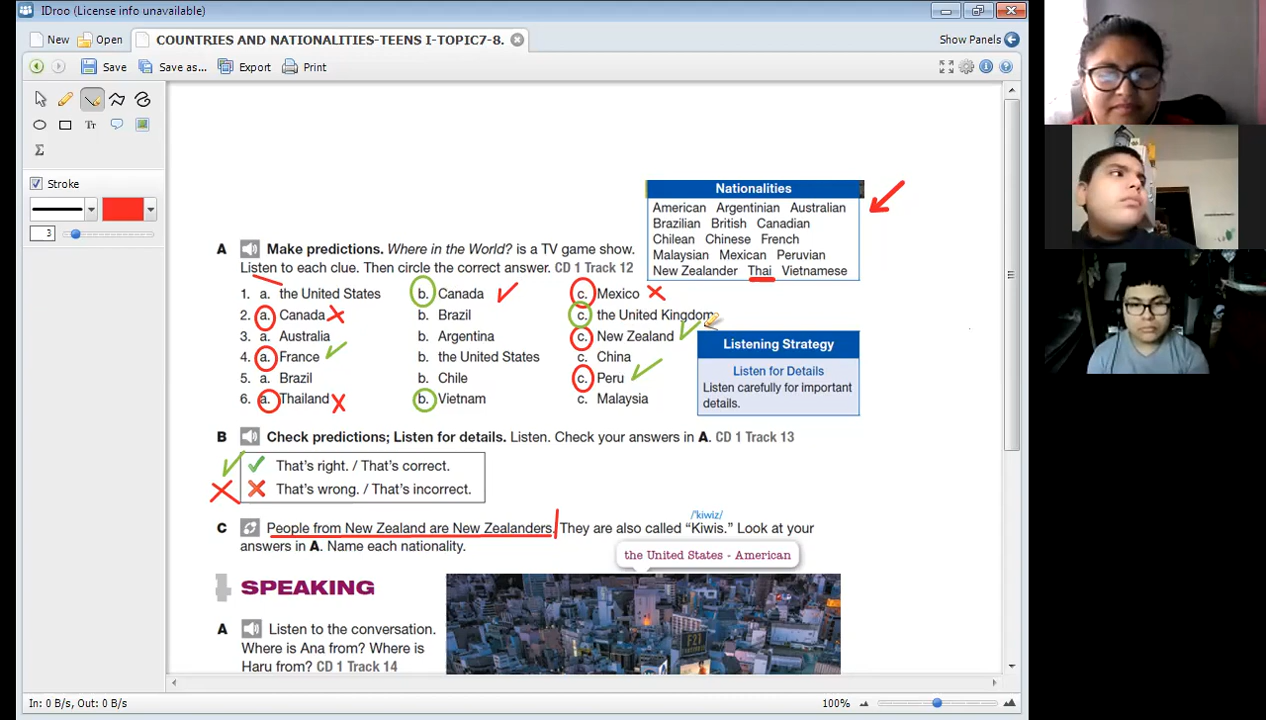 IDroo (License info unavailable)
New Open COUNTRIES AND NATIONALITIES-TEENS I-TOPIC7-8. Show Panels
Save Save as... Export Print
Tт
Σ
Stroke
3
Nationalities
American Argentinian Australian
Brazilian British Canadian
Chilean Chinese French
Malaysian Mexican Peruvian
New Zealander Thai Vietnamese
A Make predictions. Where in the World? is a TV game show.
Listen to each clue. Then circle the correct answer. CD 1 Track 12
1. a. the United States b. Canada c. Mexico
2. a. Canada b. Brazil c. the United Kingdom
3. a. Australia b. Argentina c. New Zealand
4. a. France b. the United States c. China
5. a. Brazil b. Chile c. Peru
6. a. Thailand b. Vietnam c. Malaysia
Listening Strategy
Listen for Details
Listen carefully for important
details.
B Check predictions; Listen for details. Listen. Check your answers in A. CD 1 Track 13
That's right. / That's correct.
That's wrong. / That's incorrect.
/'kiwiz/
C People from New Zealand are New Zealanders. They are also called “Kiwis.” Look at your
answers in A. Name each nationality.
the United States - American
SPEAKING
A Listen to the conversation.
Where is Ana from? Where is
Haru from? CD 1 Track 14
F21
In: 0 B/s, Out: 0 B/s 100%